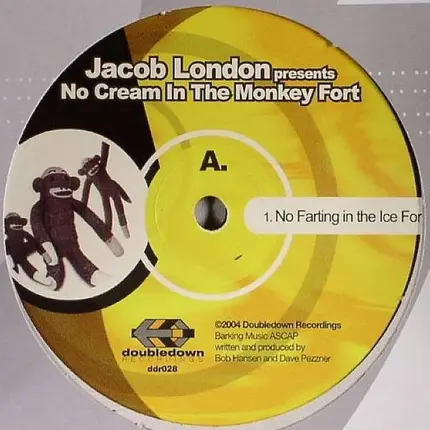 Jacob London presents
No Cream In The Monkey Fort
A.
1. No Farting in the Ice For
©2004 Doubledown Recordings
Barking Music ASCAP
written and produced by
Bob Hansen and Dave Pezzner
doubledown
RECORDINGS
ddr028